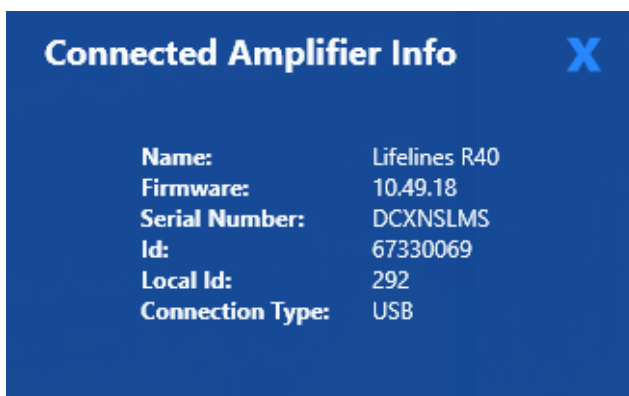 Connected Amplifier Info X
Name: Lifelines R40
Firmware: 10.49.18
Serial Number: DCXNSLMS
Id: 67330069
Local Id: 292
Connection Type: USB